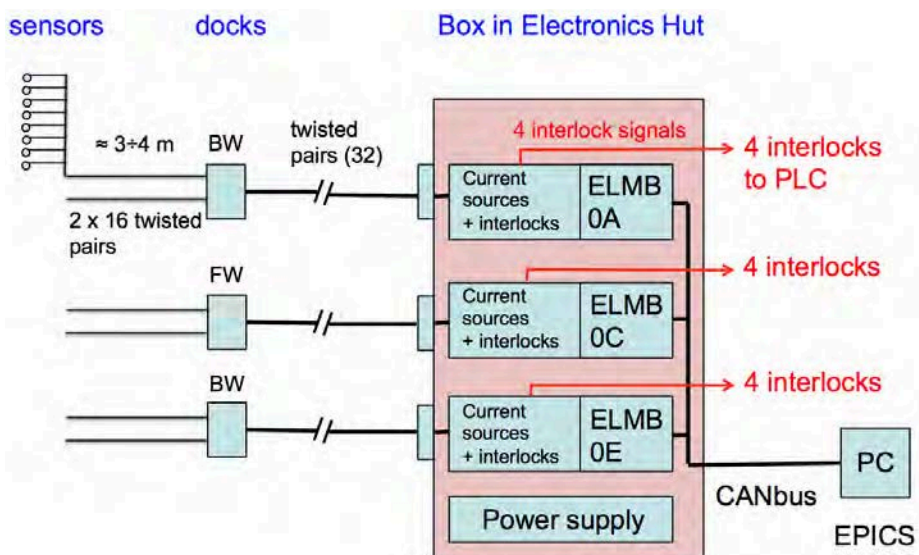 sensors
docks
Box in Electronics Hut
≈ 3÷4 m
BW
twisted
pairs (32)
4 interlock signals
4 interlocks
to PLC
Current
sources
+ interlocks
ELMB
0A
2 x 16 twisted
pairs
FW
4 interlocks
Current
sources
+ interlocks
ELMB
0C
BW
4 interlocks
Current
sources
+ interlocks
ELMB
0E
PC
CANbus
Power supply
EPICS